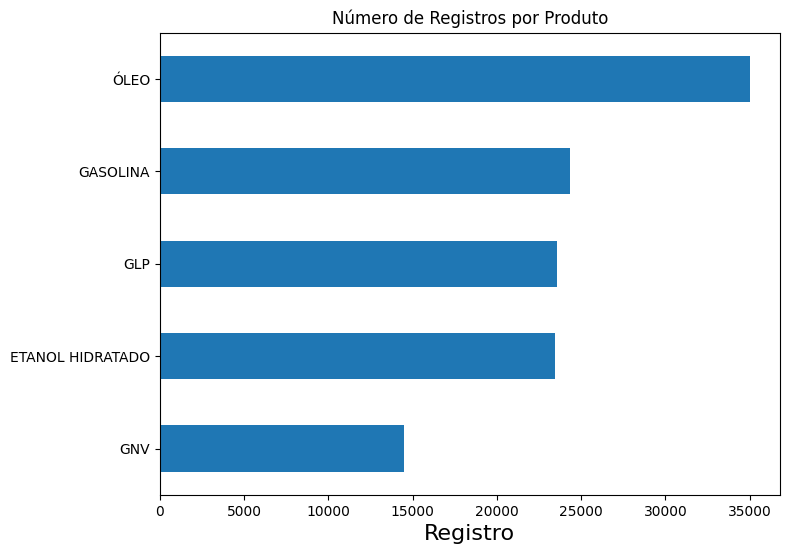 Número de Registros por Produto
ÓLEO
GASOLINA
GLP
ETANOL HIDRATADO
GNV
0 5000 10000 15000 20000 25000 30000 35000
Registro